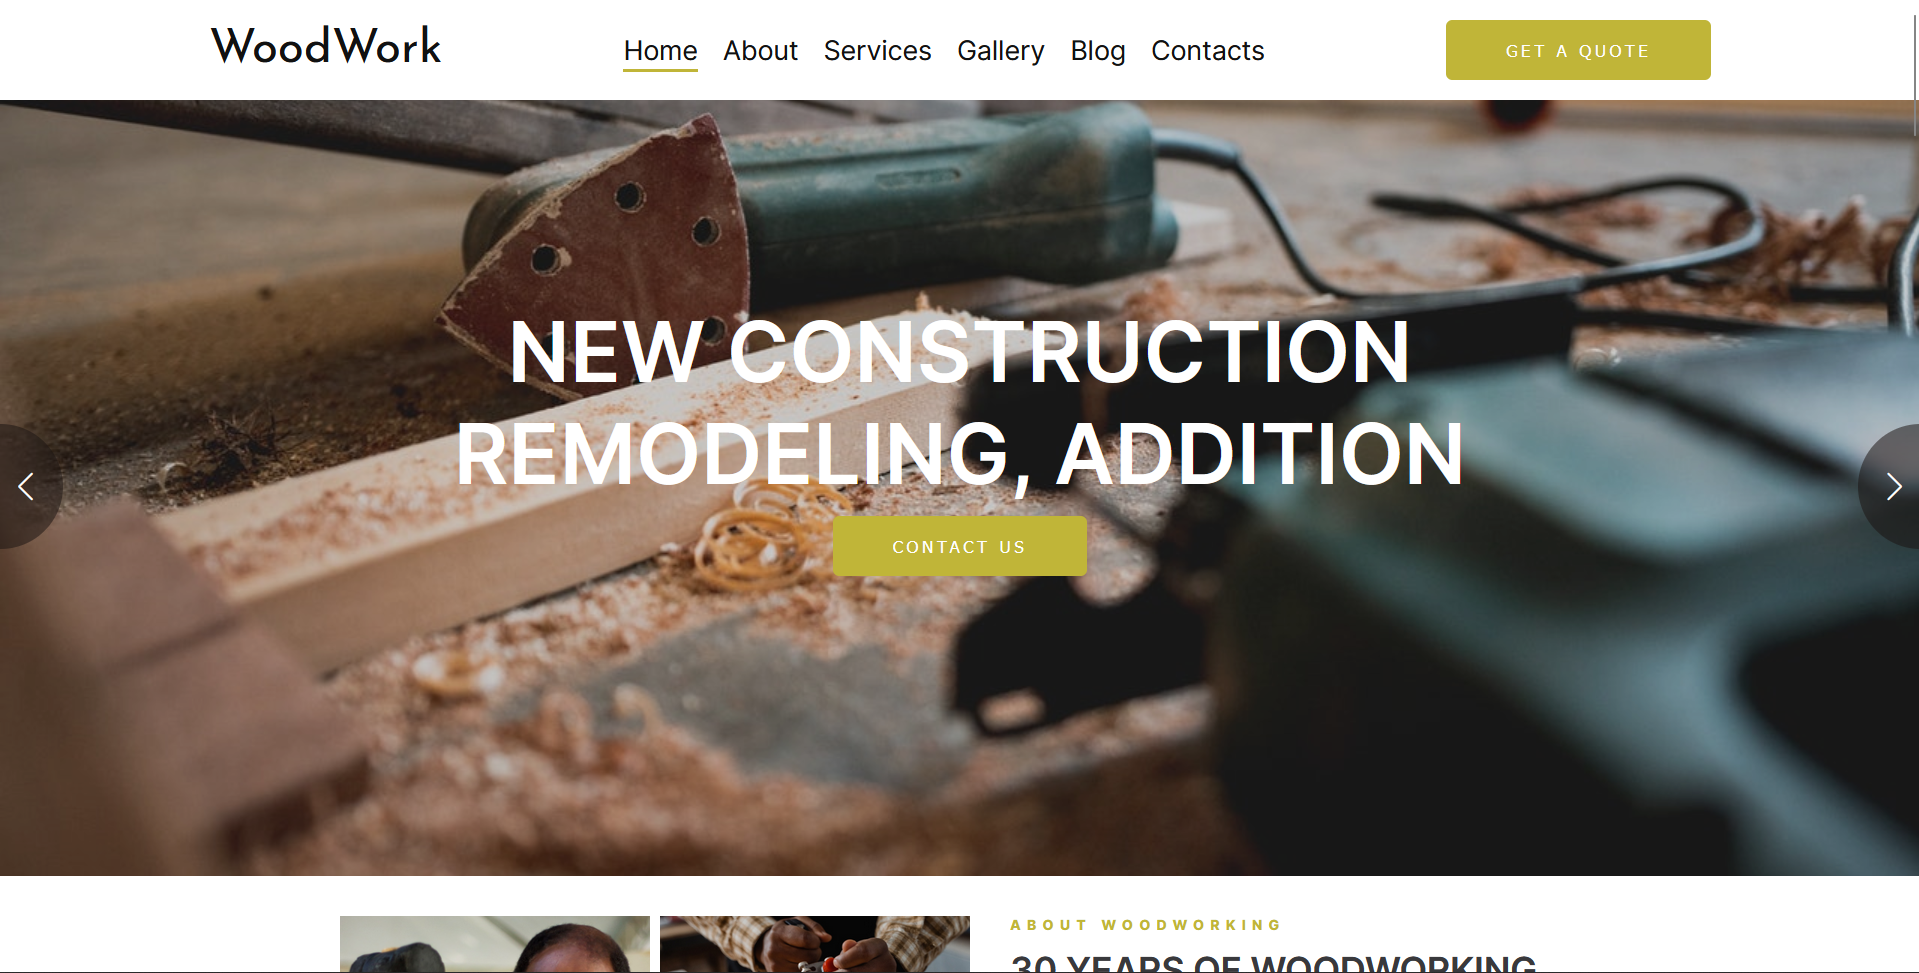 WoodWork
Home About Services Gallery Blog Contacts
GET A QUOTE
NEW CONSTRUCTION
REMODELING, ADDITION
CONTACT US
ABOUT WOODWORKING
30 YEARS OF WOODWORKING